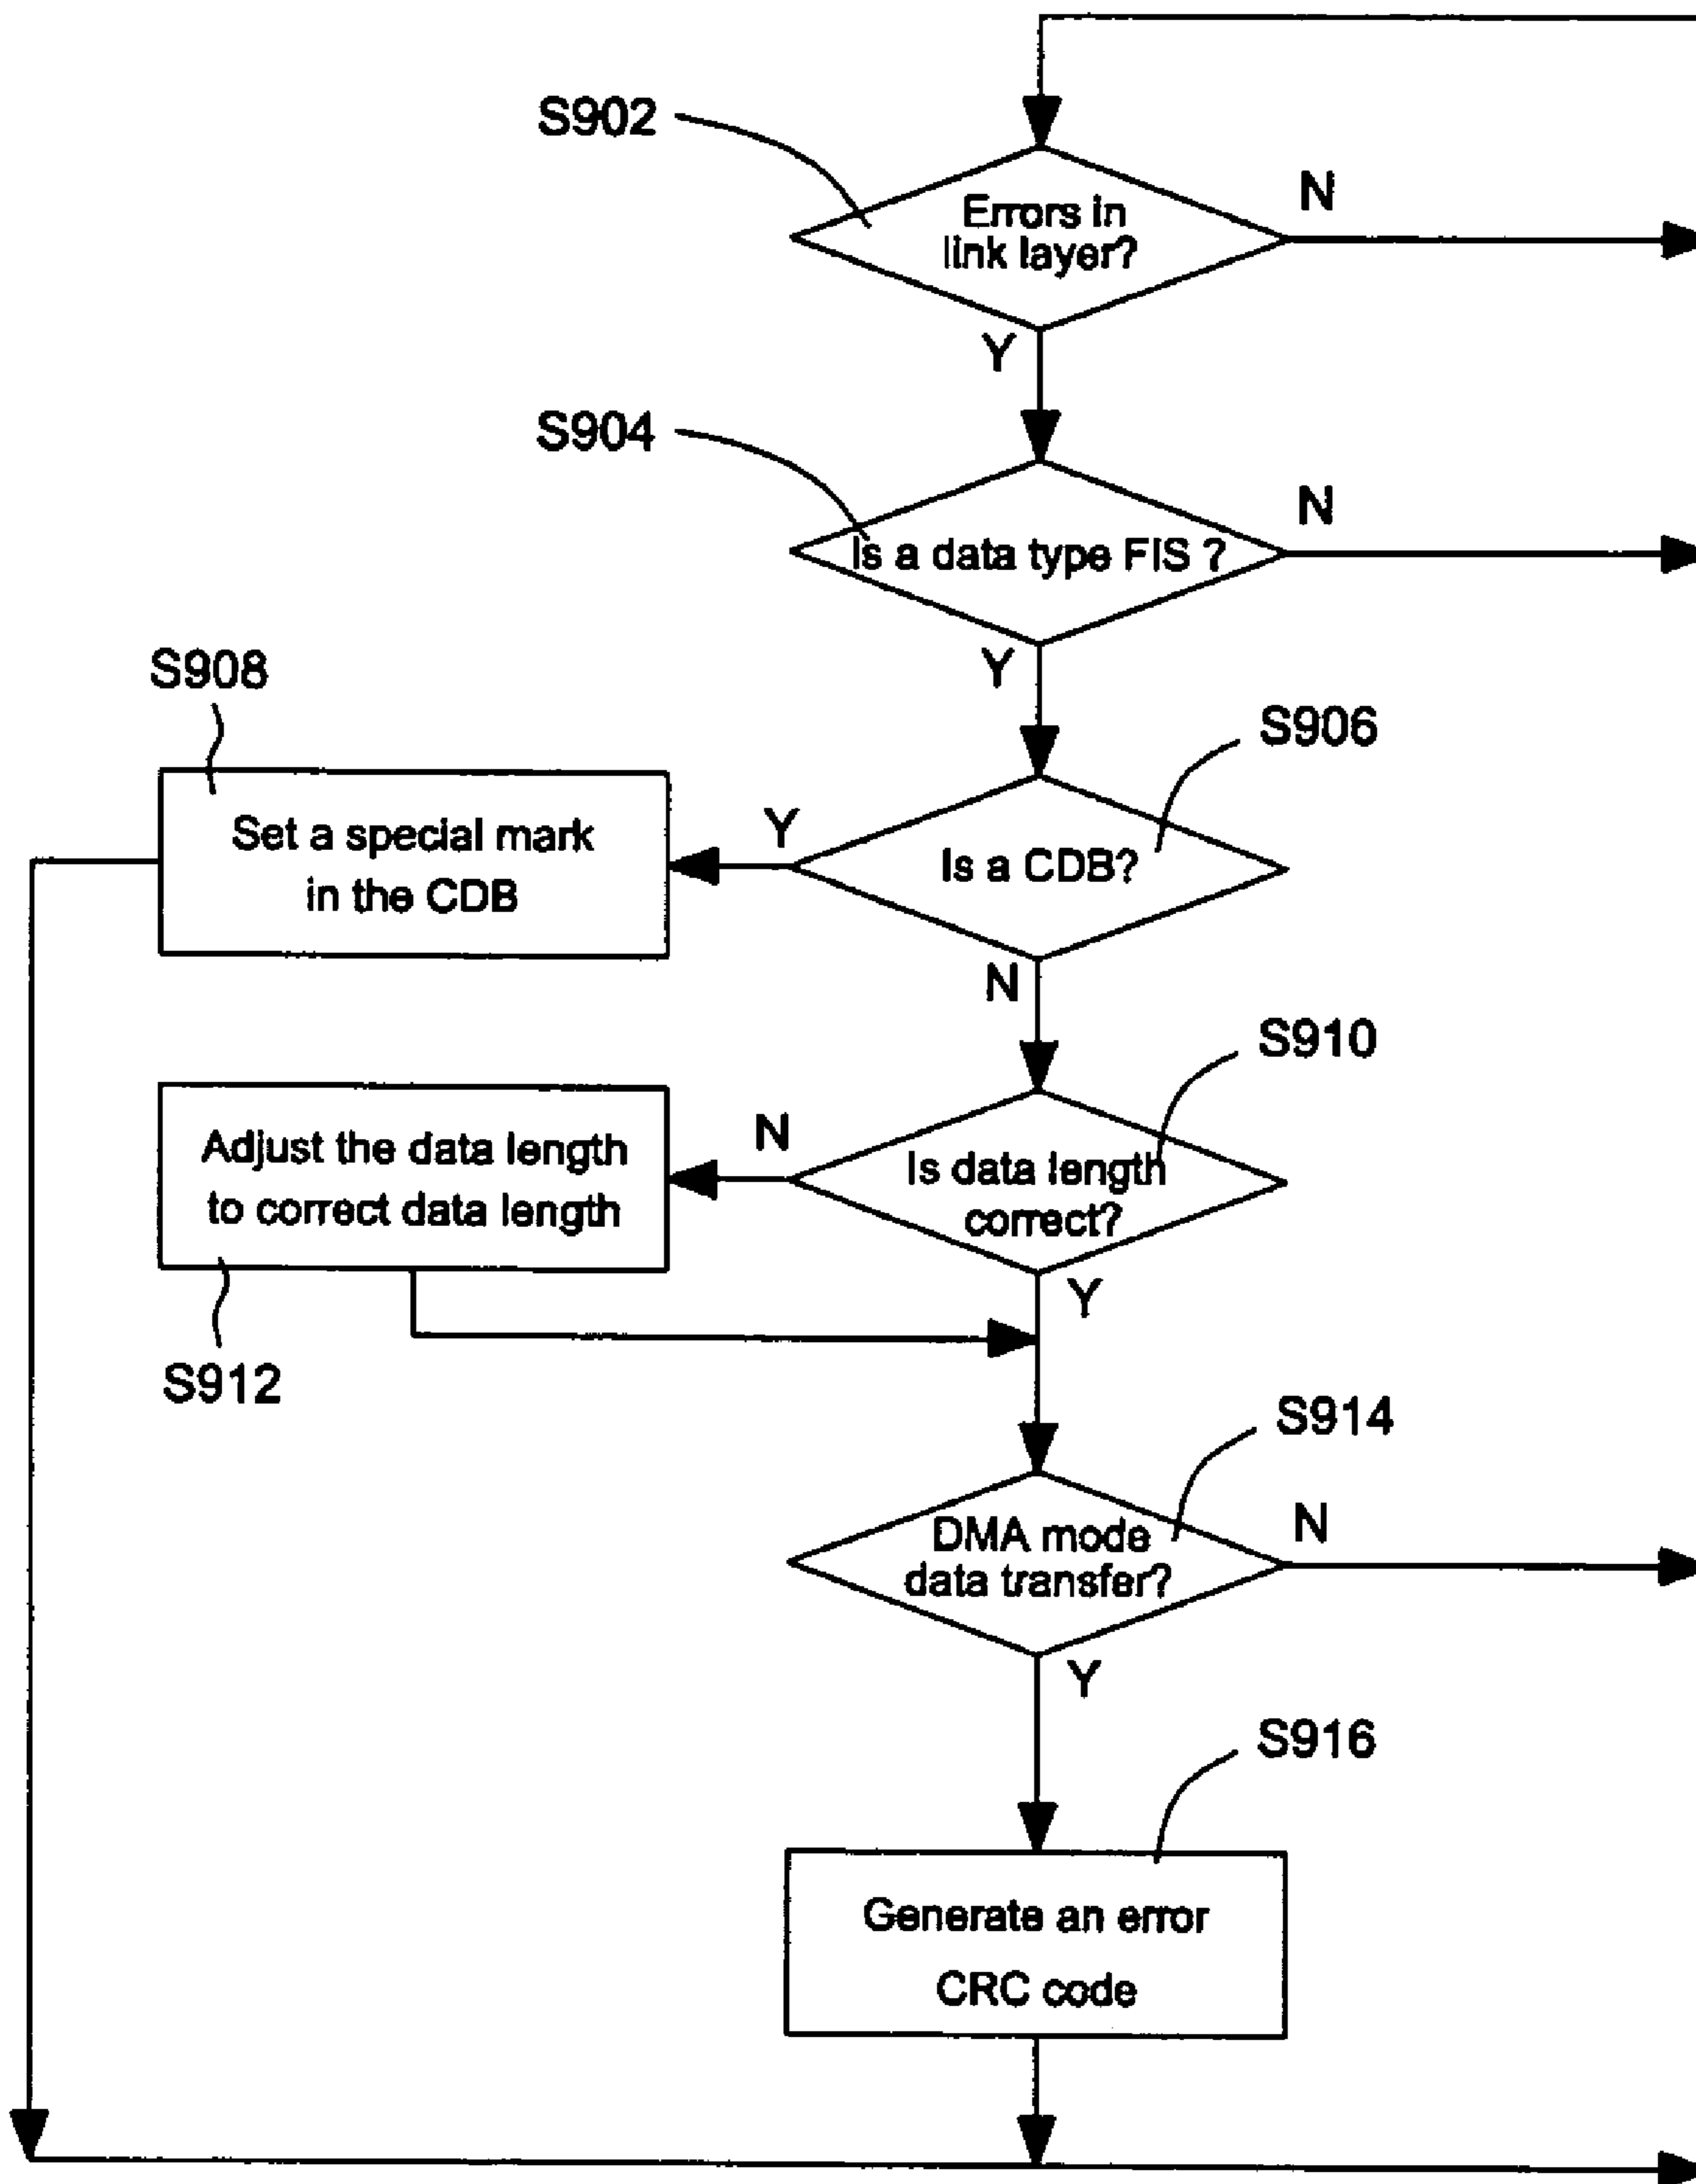 S902
Errors in
link layer?
N
Y
S904
Is a data type FIS ?
N
Y
S908
S906
Set a special mark
in the CDB
Y
Is a CDB?
N
S910
Adjust the data length
to correct data length
N
Is data length
correct?
Y
S912
S914
DMA mode
data transfer?
N
Y
S916
Generate an error
CRC code